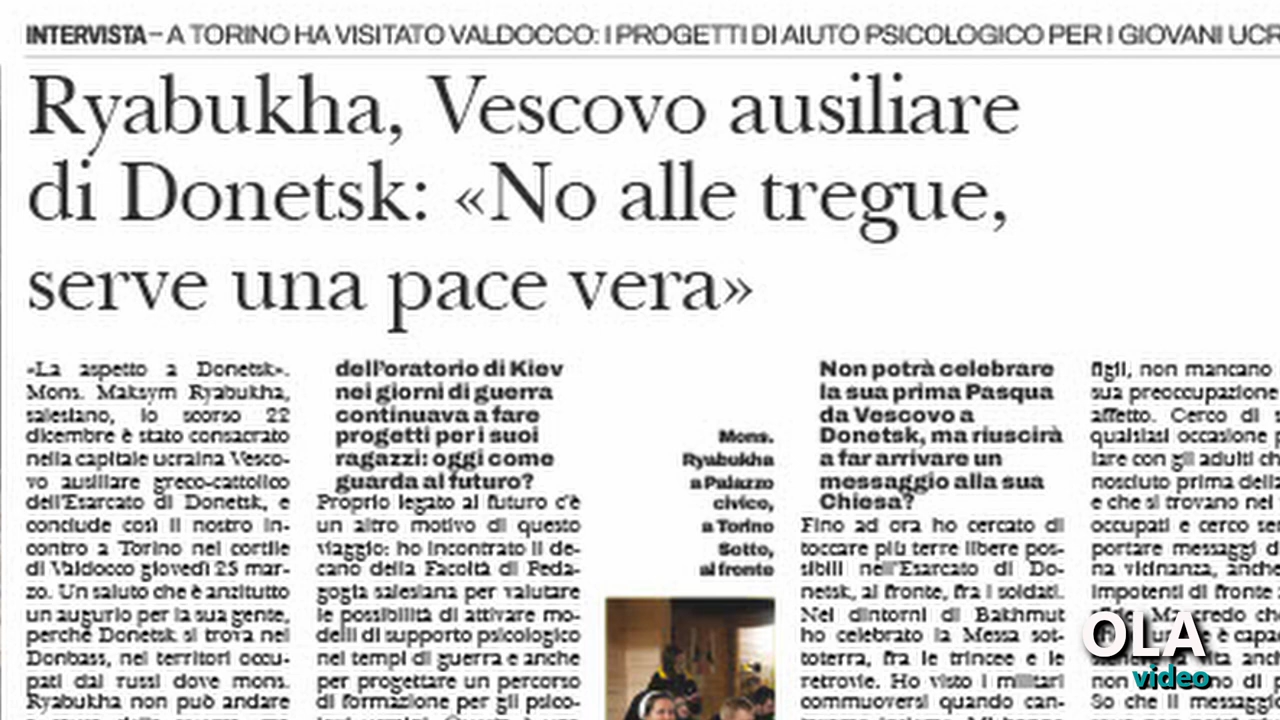 INTERVISTA – A TORINO HA VISITATO VALDOCCO: I PROGETTI DI AIUTO PSICOLOGICO PER I GIOVANI UCR
Ryabukha, Vescovo ausiliare
di Donetsk: «No alle tregue,
serve una pace vera»
«La aspetto a Donetsk».
Mons. Maksym Ryabukha,
salesiano, lo scorso 22
dicembre è stato consacrato
nella capitale ucraina Vesco-
vo ausiliare greco-cattolico
dell'Esarcato di Donetsk, e
conclude così il nostro in-
contro a Torino nel cortile
di Valdocco giovedì 25 mar-
zo. Un saluto che è anzitutto
un augurio per la sua gente,
perché Donetsk si trova nel
Donbass, nei territori occu-
pati dai russi dove mons.
Ryabukha non può andare
dell'oratorio di Kiev
nei giorni di guerra
continuava a fare
progetti per i suoi
ragazzi: oggi come
guarda al futuro?
Proprio legato al futuro c'è
un altro motivo di questo
viaggio: ho incontrato il de-
cano della Facoltà di Peda-
gogia salesiana per valutare
le possibilità di attivare mo-
delli di supporto psicologico
nei tempi di guerra e anche
per progettare un percorso
di formazione per gli psico-
Mons.
Ryabukha
a Palazzo
civico,
a Torino
Sotto,
al fronte
Non potrà celebrare
la sua prima Pasqua
da Vescovo a
Donetsk, ma riuscirà
a far arrivare un
messaggio alla sua
Chiesa?
Fino ad ora ho cercato di
toccare più terre libere pos-
sibili nell'Esarcato di Do-
netsk, al fronte, fra i soldati.
Nei dintorni di Bakhmut
ho celebrato la Messa sot-
toterra, fra le trincee e le
retrovie. Ho visto i militari
commuoversi quando can-
figli, non mancano
sua preoccupazione
affetto. Cerco di
qualsiasi occasione
lare con gli adulti
nosciuto prima della
e che si trovano nei
occupati e cerco
portare messaggi
na vicinanza, anche
impotenti di fronte
è
non
So che il messaggio
OLA
video